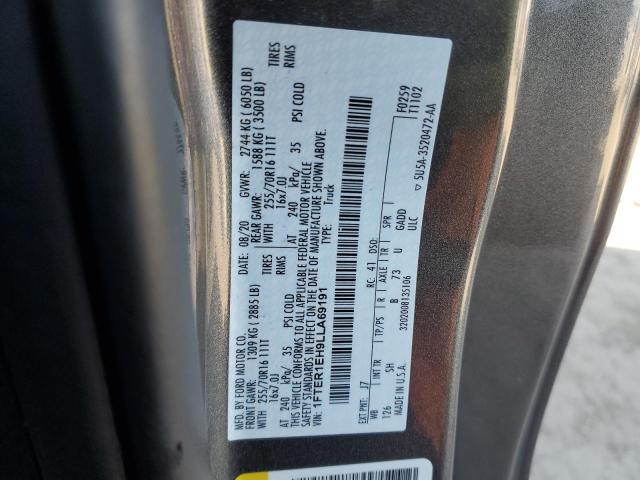 MFD. BY FORD MOTOR CO.
DATE: 08/20 GVWR: 2744 KG ( 6050 LB)
FRONT GAWR: 1309 KG ( 2885 LB) REAR GAWR: 1588 KG ( 3500 LB)
255/70R16 111T TIRES WITH 255/70R16 111T TIRES
16x7.0J RIMS 16x7.0J RIMS
AT 240 kPa/ 35 PSI COLD AT 240 kPa/ 35 PSI COLD
THIS VEHICLE CONFORMS TO ALL APPLICABLE FEDERAL MOTOR VEHICLE
SAFETY STANDARDS IN EFFECT ON THE DATE OF MANUFACTURE SHOWN ABOVE.
1FTER1EH9LLA69191 TYPE: Truck
F0259
T1102
EXT PNT: J7 RC: 41 DSO:
WB INT TR TP/PS R AXLE TR SPR
126 SH B 73 U GADD
MADE IN U.S.A. 3202008135106 ULC
▽ 5U5A-3520472-AA